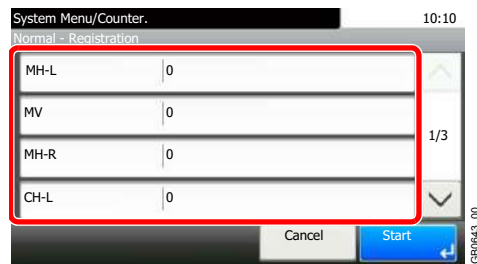 System Menu/Counter. 10:10
Normal - Registration
MH-L 0
MV 0
1/3
MH-R 0
CH-L 0
Cancel Start
GB0643_00